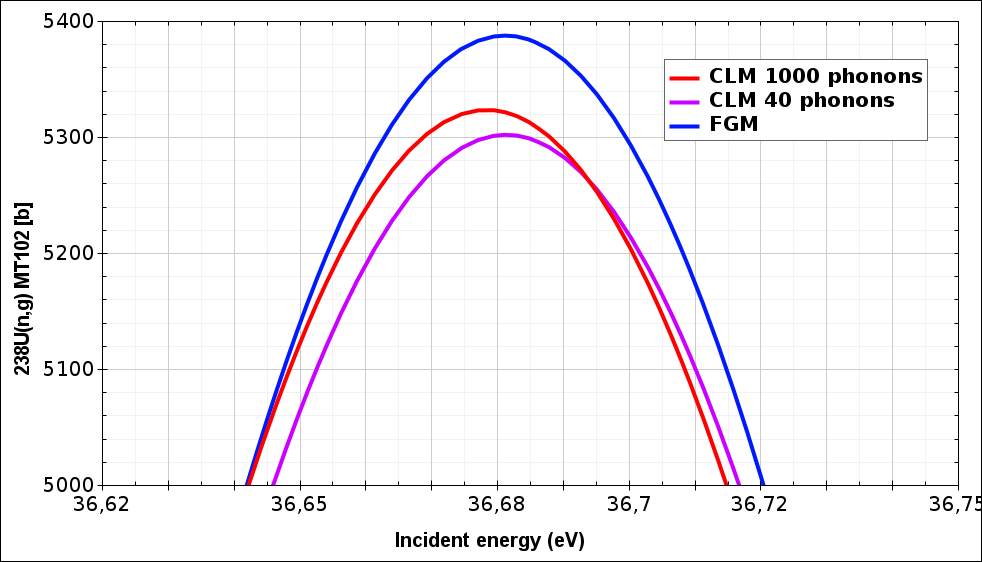 5400
5300
5200
5100
5000
238U(n,g) MT102 [b]
CLM 1000 phonons
CLM 40 phonons
FGM
36,62 36,65 36,68 36,7 36,72 36,75
Incident energy (eV)